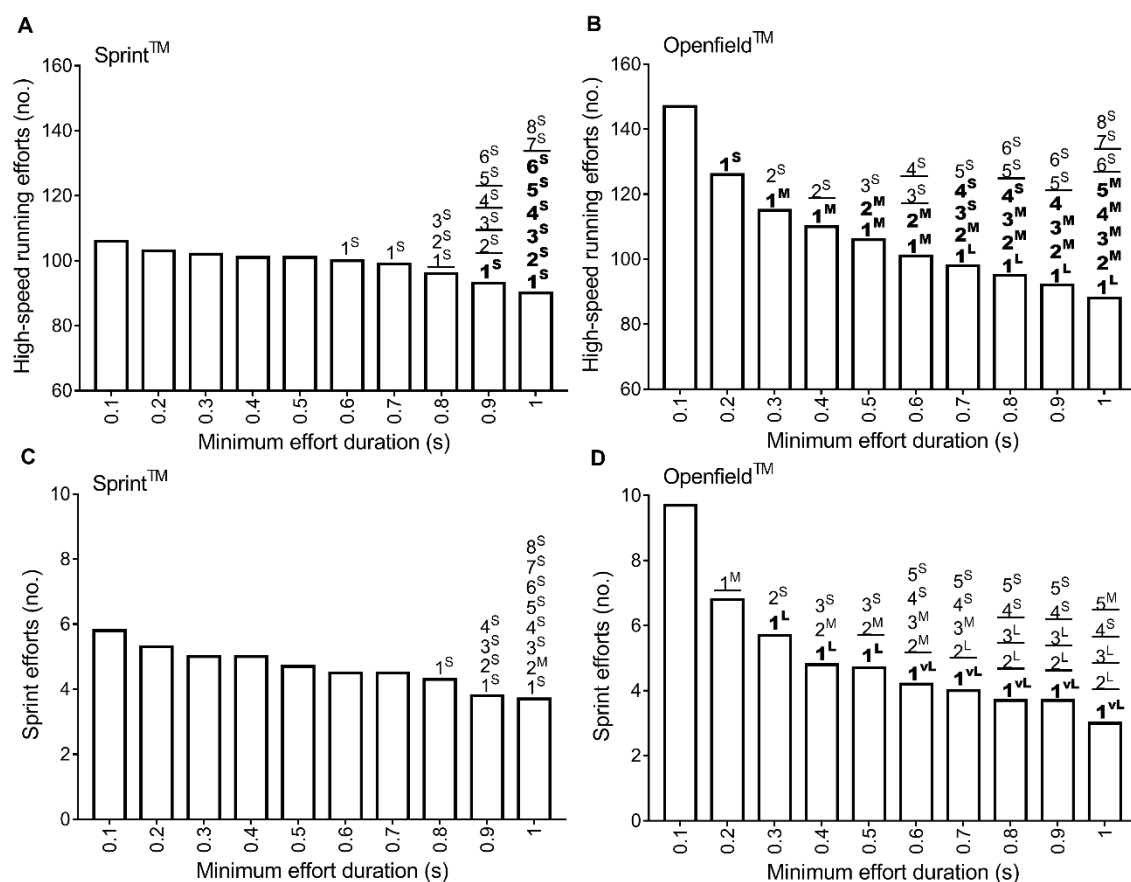 A
Sprint™
High-speed running efforts (no.)
160
140
120
100
80
60
1ˢ
1ˢ
3ˢ
2ˢ
1ˢ
6ˢ
5ˢ
4ˢ
3ˢ
2ˢ
1ˢ
8ˢ
7ˢ
6ˢ
5ˢ
4ˢ
3ˢ
2ˢ
1ˢ
0.1 0.2 0.3 0.4 0.5 0.6 0.7 0.8 0.9 1
Minimum effort duration (s)
B
Openfield™
High-speed running efforts (no.)
160
140
120
100
80
60
1ˢ
2ˢ
1ᴹ
2ˢ
1ᴹ
3ˢ
2ᴹ
1ᴹ
4ˢ
3ˢ
2ᴹ
1ᴹ
5ˢ
4ˢ
3ˢ
2ᴹ
1ᴸ
6ˢ
5ˢ
4ˢ
3ᴹ
2ᴹ
1ᴸ
6ˢ
5ˢ
4
3ᴹ
2ᴹ
1ᴸ
8ˢ
7ˢ
6ˢ
5ᴹ
4ᴹ
3ᴹ
2ᴹ
1ᴸ
0.1 0.2 0.3 0.4 0.5 0.6 0.7 0.8 0.9 1
Minimum effort duration (s)
C
Sprint™
Sprint efforts (no.)
10
8
6
4
2
0
1ˢ
4ˢ
3ˢ
2ˢ
1ˢ
8ˢ
7ˢ
6ˢ
5ˢ
4ˢ
3ˢ
2ᴹ
1ˢ
0.1 0.2 0.3 0.4 0.5 0.6 0.7 0.8 0.9 1
Minimum effort duration (s)
D
Openfield™
Sprint efforts (no.)
10
8
6
4
2
0
1ᴹ
2ˢ
1ᴸ
3ˢ
2ᴹ
1ᴸ
3ˢ
2ᴹ
1ᴸ
5ˢ
4ˢ
3ᴹ
2ᴹ
1ᵛᴸ
5ˢ
4ˢ
3ᴹ
2ᴸ
1ᵛᴸ
5ˢ
4ˢ
3ᴸ
2ᴸ
1ᵛᴸ
5ˢ
4ˢ
3ᴸ
2ᴸ
1ᵛᴸ
5ᴹ
4ˢ
3ᴸ
2ᴸ
1ᵛᴸ
0.1 0.2 0.3 0.4 0.5 0.6 0.7 0.8 0.9 1
Minimum effort duration (s)